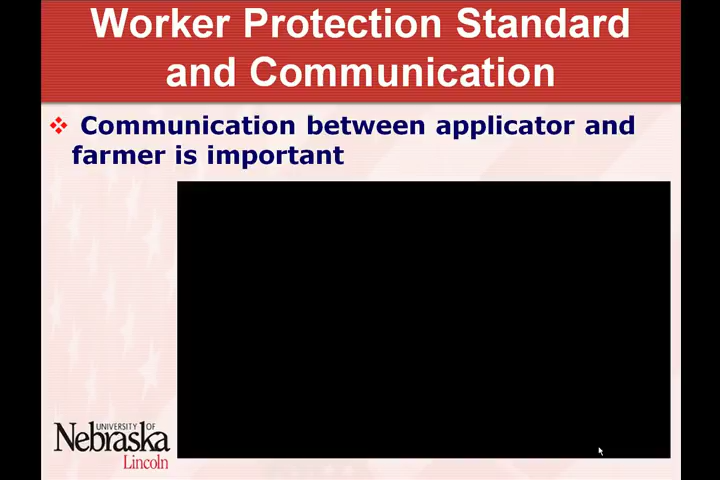 Worker Protection Standard
and Communication
Communication between applicator and
farmer is important
UNIVERSITY OF
Nebraska
Lincoln